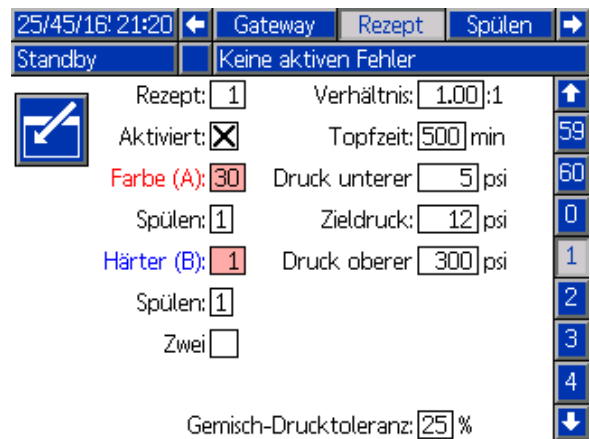 25/45/16 21:20 Gateway Rezept Spülen
Standby Keine aktiven Fehler
Rezept: 1 Verhältnis: 1.00:1
Aktiviert: Topfzeit: 500 min
59
Farbe (A): 30 Druck unterer 5 psi
60
Spülen: 1 Zieldruck: 12 psi
0
Härter (B): 1 Druck oberer 300 psi
1
Spülen: 1
2
Zwei
3
4
Gemisch-Drucktoleranz: 25 %